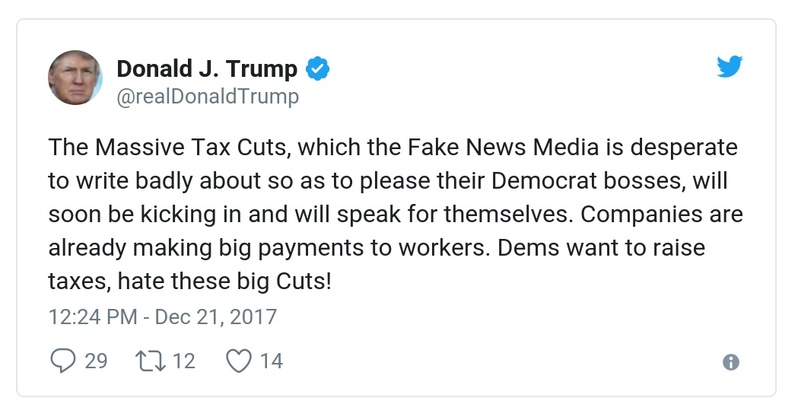 Donald J. Trump
@realDonaldTrump
The Massive Tax Cuts, which the Fake News Media is desperate
to write badly about so as to please their Democrat bosses, will
soon be kicking in and will speak for themselves. Companies are
already making big payments to workers. Dems want to raise
taxes, hate these big Cuts!
12:24 PM - Dec 21, 2017
29 12 14